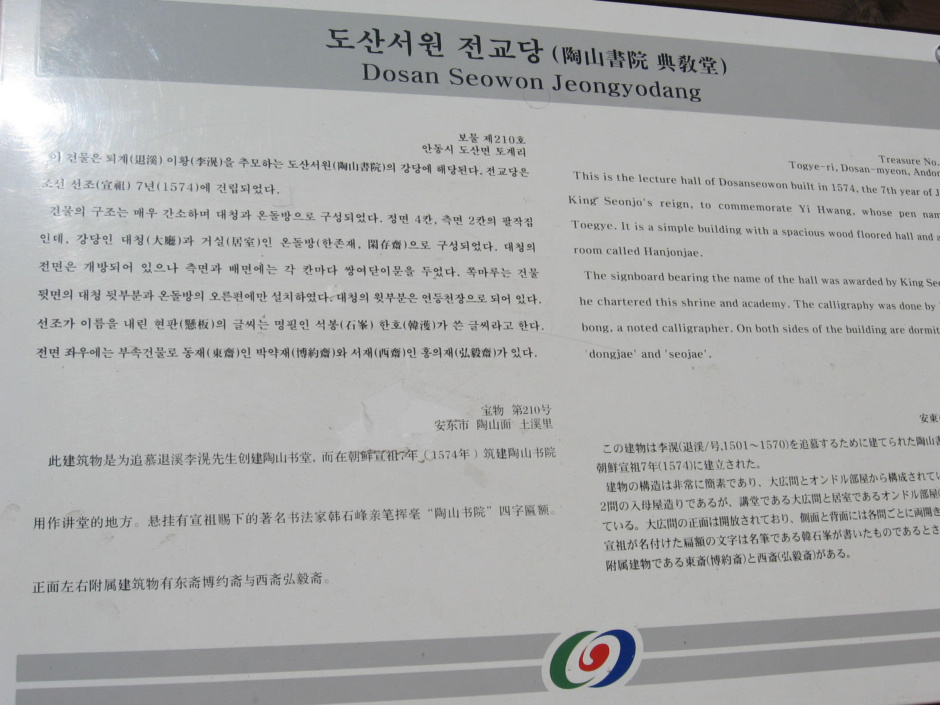 도산서원 전교당 (陶山書院 典敎堂)
Dosan Seowon Jeongyodang
보물 제210호
안동시 도산면 토계리
이 건물은 퇴계(退溪) 이황(李滉)을 추모하는 도산서원(陶山書院)의 강당에 해당된다. 전교당은
조선 선조(宣祖) 7년(1574)에 건립되었다.
건물의 구조는 매우 간소하며 대청과 온돌방으로 구성되었다. 정면 4칸, 측면 2칸의 팔작집
인데, 강당인 대청(大廳)과 거실(居室)인 온돌방(한존재, 閑存齋)으로 구성되었다. 대청의
전면은 개방되어 있으나 측면과 배면에는 각 칸마다 쌍여닫이문을 두었다. 쪽마루는 건물
뒷면의 대청 뒷부분과 온돌방의 오른편에만 설치하였다. 대청의 윗부분은 연등천장으로 되어 있다.
선조가 이름을 내린 현판(懸板)의 글씨는 명필인 석봉(石峯) 한호(韓濩)가 쓴 글씨라고 한다.
전면 좌우에는 부속건물로 동재(東齋)인 박약재(博約齋)와 서재(西齋)인 홍의재(弘毅齋)가 있다.
Treasure No.
Togye-ri, Dosan-myeon,
This is the lecture hall of Dosanseowon built in 1574, the 7th year of
King Seonjo's reign, to commemorate Yi Hwang, whose pen
Toegye. It is a simple building with a spacious wood floored hall and
room called Hanjonjae.
The signboard bearing the name of the hall was awarded by King
he chartered this shrine and academy. The calligraphy was done by
bong, a noted calligrapher. On both sides of the building are
'dongjae' and 'seojae'.
宝物 第210号
安东市 陶山面 土溪里
此建筑物是为追慕退溪李滉先生创建陶山书堂, 而在朝鲜宣祖7年（1574年）筑建陶山书院
用作讲堂的地方。悬挂有宣祖赐下的著名书法家韩石峰亲笔挥毫“陶山书院”四字匾额。
正面左右附属建筑物有东斋博约斋与西斋弘毅斋。
安東
この建物は李滉(退溪/号,1501～1570)を追慕するために建てられた陶山
朝鮮宣祖7年(1574)に建立された。
建物の構造は非常に簡素であり、大広間とオンドル部屋から構成されて
2間の入母屋造りであるが、講堂である大広間と居室であるオンドル部屋
ている。大広間の正面は開放されており、側面と背面には各間ごとに両開き
宣祖が名付けた扁額の文字は名筆である韓石峯が書いたものであるとさ
附属建物である東斎(博約斎)と西斎(弘毅斎)がある。